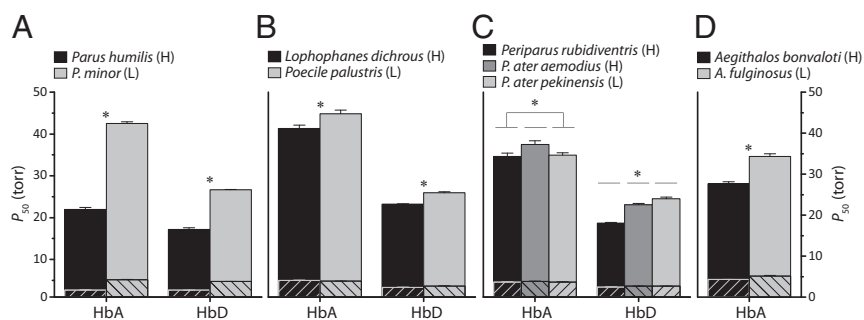 A
Parus humilis (H)
P. minor (L)
B
Lophophanes dichrous (H)
Poecile palustris (L)
C
Periparus rubidiventris (H)
P. ater aemodius (H)
P. ater pekinensis (L)
D
Aegithalos bonvaloti (H)
A. fulginosus (L)
P50 (torr)
50
40
30
20
10
0
*
*
*
*
*
*
*
50
40
30
20
10
0
P50 (torr)
HbA
HbD
HbA
HbD
HbA
HbD
HbA